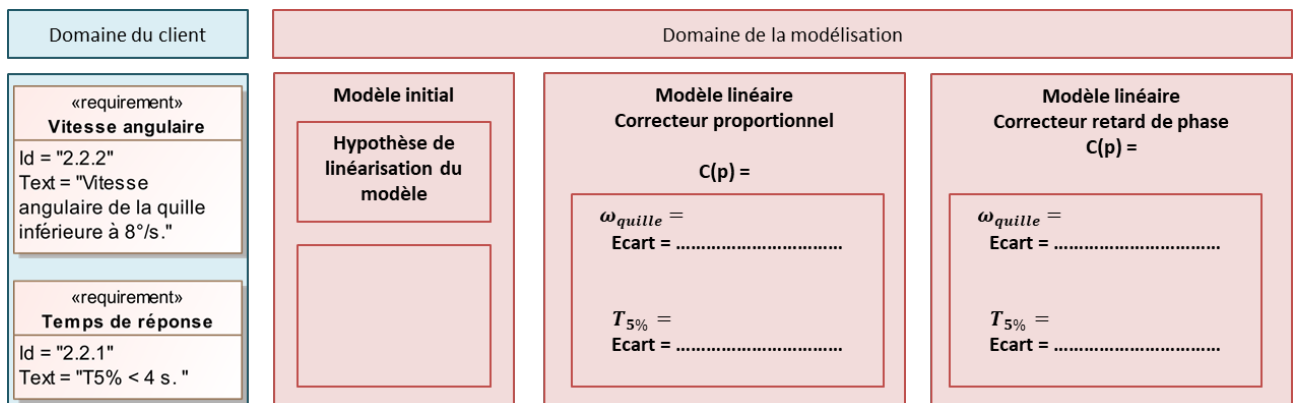 Domaine du client
Domaine de la modélisation
«requirement»
Vitesse angulaire
Id = "2.2.2"
Text = "Vitesse
angulaire de la quille
inférieure à 8°/s."
«requirement»
Temps de réponse
Id = "2.2.1"
Text = "T5% < 4 s. "
Modèle initial
Hypothèse de
linéarisation du
modèle
Modèle linéaire
Correcteur proportionnel
C(p) =
ω_quille =
Ecart = ……………………………
T_5% =
Ecart = ……………………………
Modèle linéaire
Correcteur retard de phase
C(p) =
ω_quille =
Ecart = ……………………………
T_5% =
Ecart = ……………………………